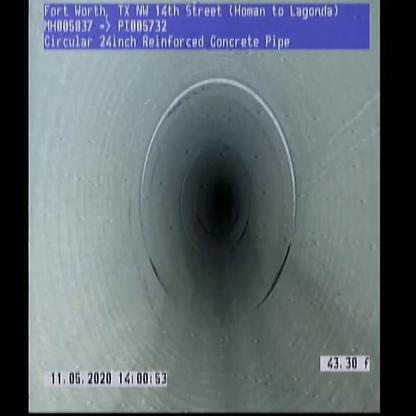 Fort Worth, TX NW 14th Street (Homan to Lagonda)
MH005837 => PI005732
Circular 24inch Reinforced Concrete Pipe
43.30 f
11.05.2020 14:00:53